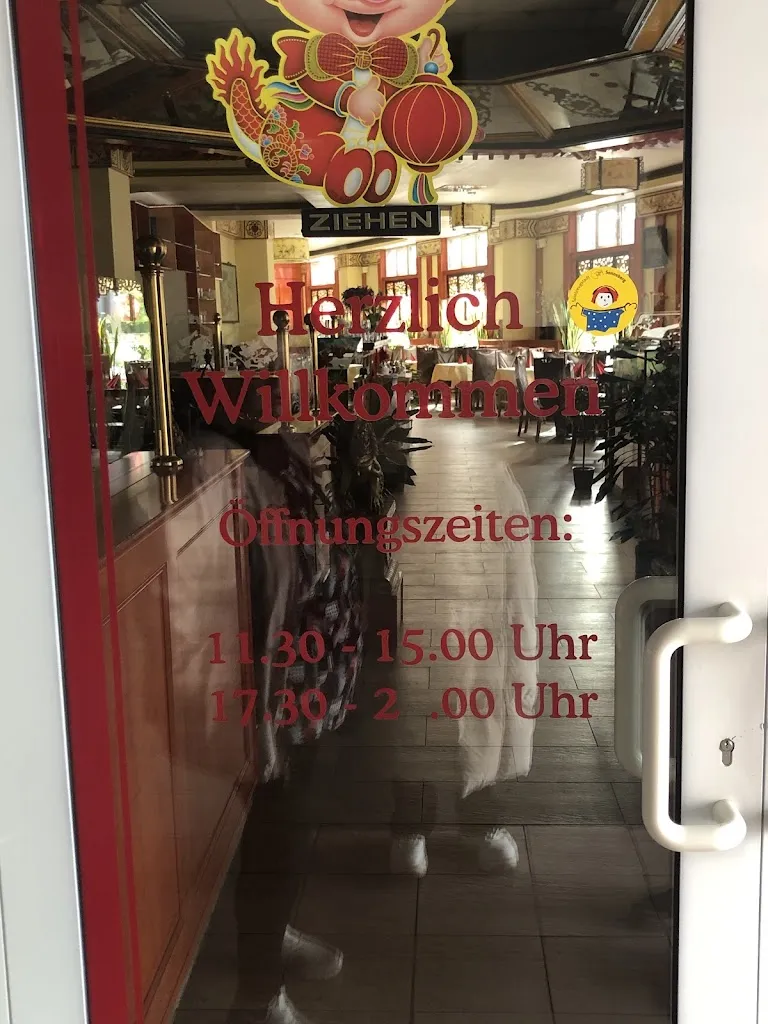 ZIEHEN
Herzlich
Willkommen
Öffnungszeiten:
11.30 - 15.00 Uhr
17.30 - 2 .00 Uhr